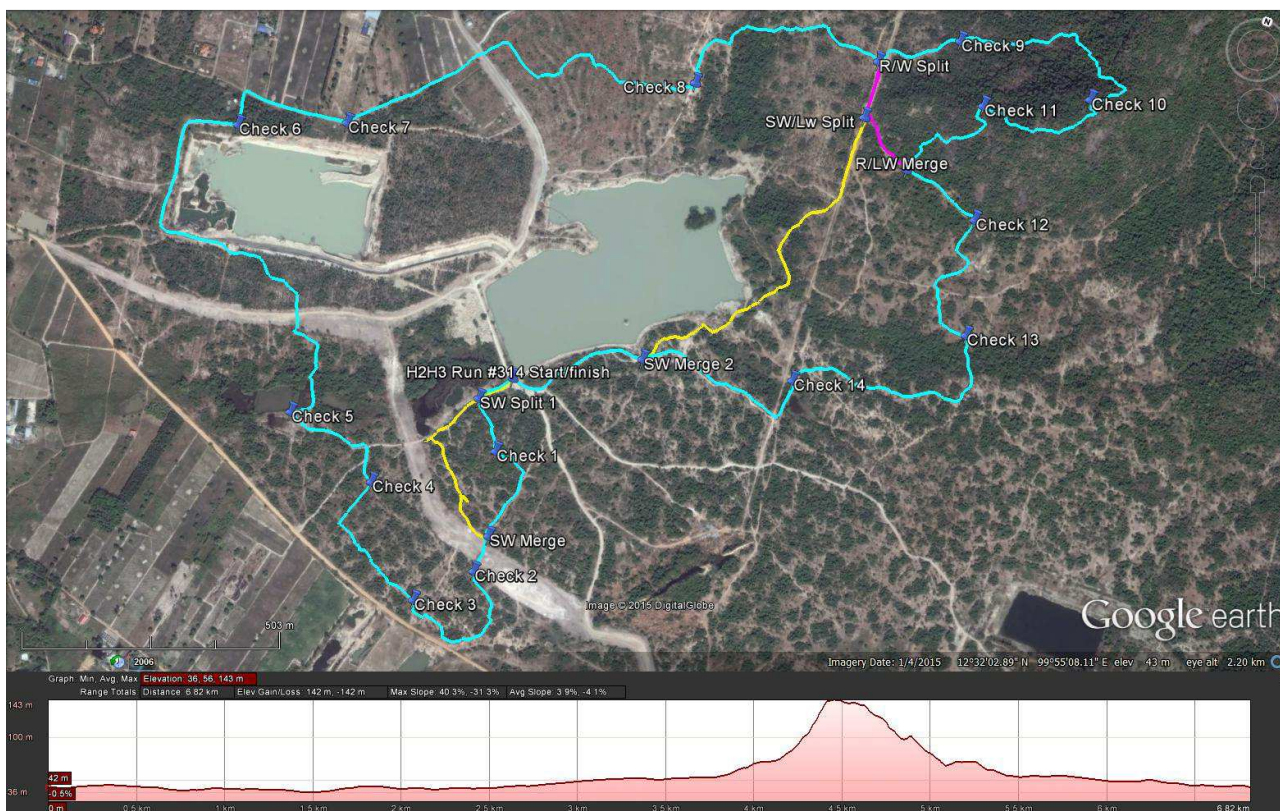 Check 9
R/W Split
Check 8
Check 10
Check 11
SW/Lw Split
Check 6
Check 7
R/LW Merge
Check 12
Check 13
SW Merge 2
H2H3 Run #314 Start/finish
Check 14
SW Split 1
Check 5
Check 1
Check 4
SW Merge
Check 2
Check 3
Image © 2015 DigitalGlobe
Google earth
503 m
2006
Imagery Date: 1/4/2015 12°32'02.89" N 99°55'08.11" E elev 43 m eye alt 2.20 km
Graph: Min, Avg, Max Elevation: 36, 56, 143 m
Range Totals: Distance: 6.82 km Elev Gain/Loss: 142 m, -142 m Max Slope: 40.3%, -31.3% Avg Slope: 3.9%, -4.1%
143 m
100 m
42 m
-0.5%
36 m
0 m 0.5 km 1 km 1.5 km 2 km 2.5 km 3 km 3.5 km 4 km 4.5 km 5 km 5.5 km 6 km 6.82 km